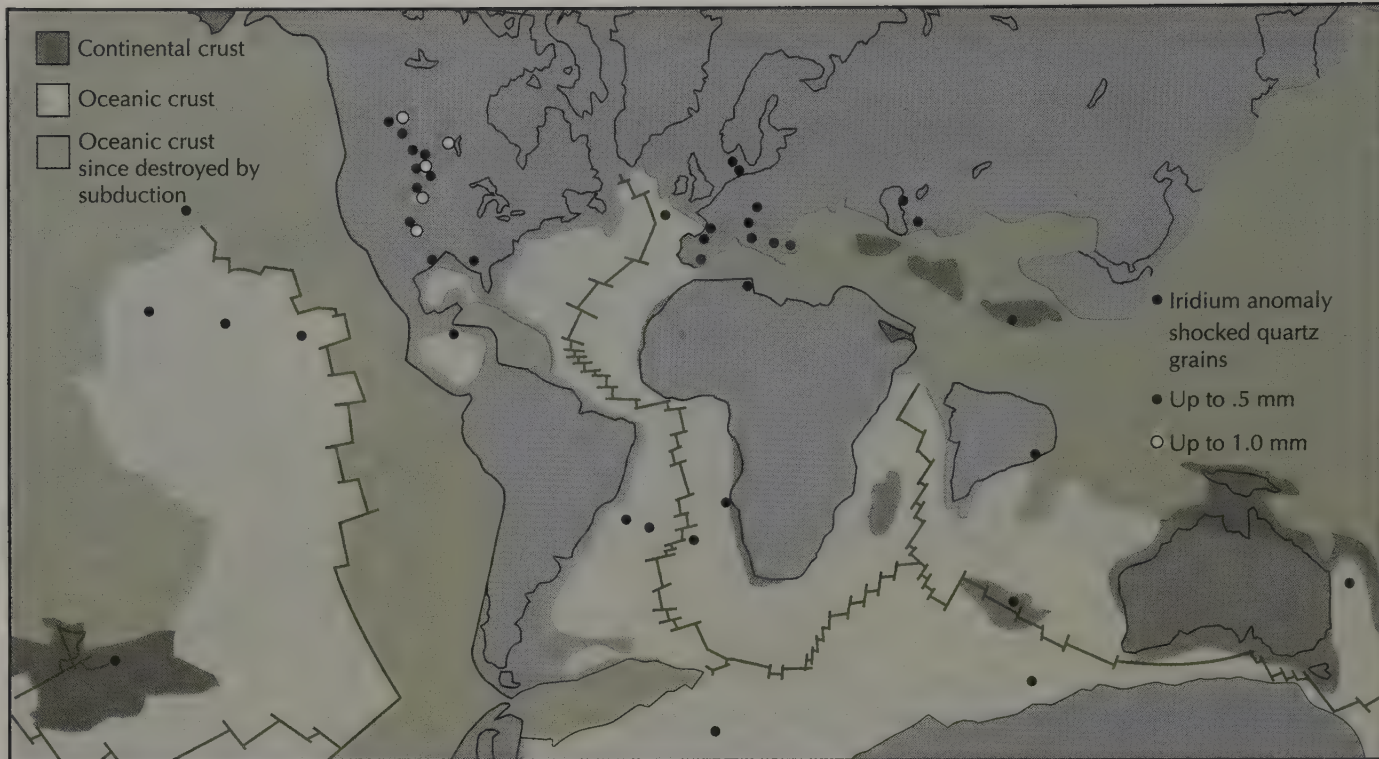 Continental crust
Oceanic crust
Oceanic crust
since destroyed by
subduction
Iridium anomaly
shocked quartz
grains
Up to .5 mm
Up to 1.0 mm